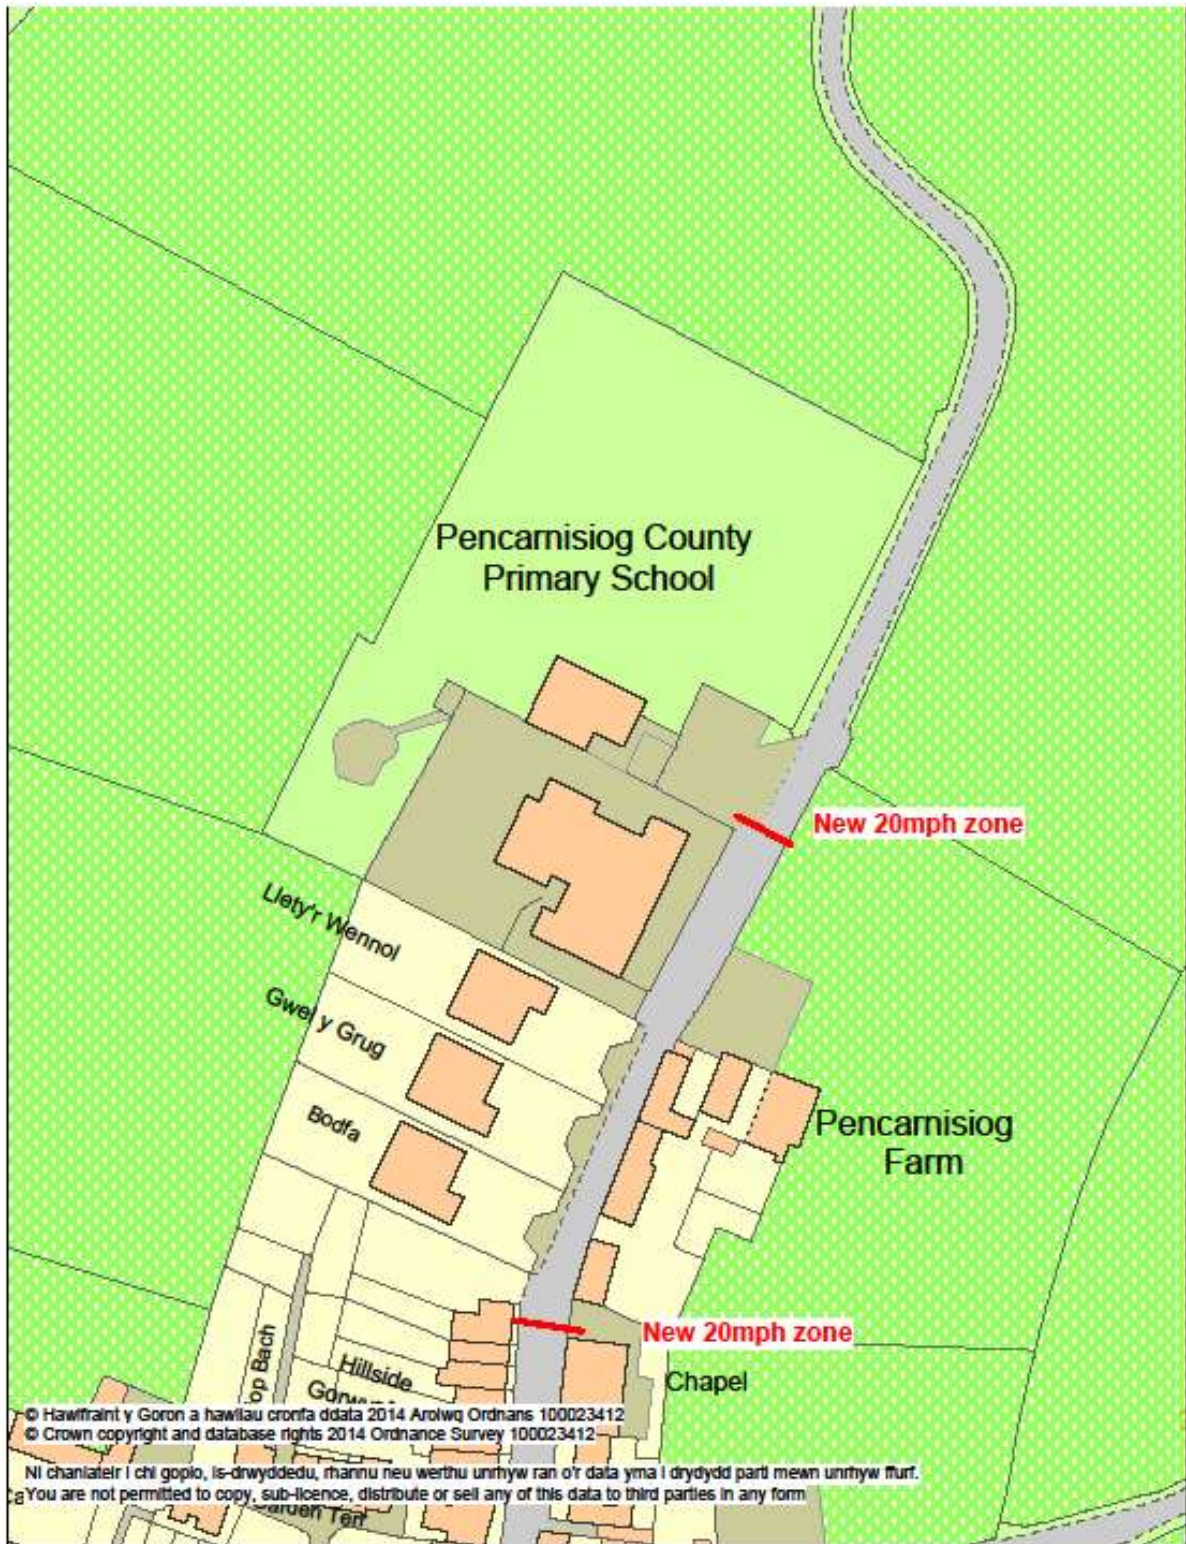 Pencarnisiog County
Primary School
New 20mph zone
Llety'r Wennol
Gwel y Grug
Bodfa
Pencarnisiog
Farm
New 20mph zone
Hillside
Chapel
Bach
© Hawlfraint y Goron a hawliau cronfa ddata 2014 Arolwg Ordnans 100023412
© Crown copyright and database rights 2014 Ordnance Survey 100023412
Ni chaniateir i chi gopio, is-drwyddedu, rhannu neu werthu unrhyw ran o'r data yma i drydydd parti mewn unrhyw ffurf.
You are not permitted to copy, sub-licence, distribute or sell any of this data to third parties in any form